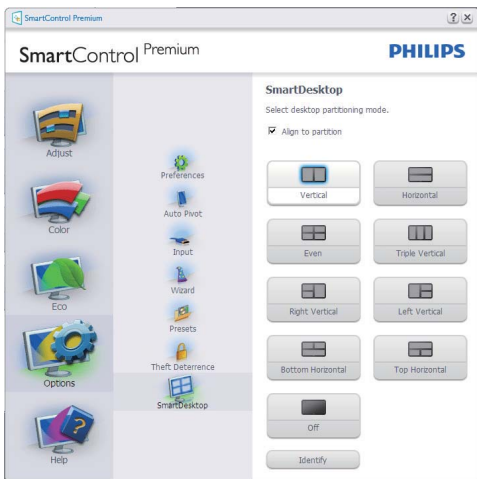 SmartControl Premium
SmartControl Premium
PHILIPS
Adjust
Color
Eco
Options
Help
Preferences
Auto Pivot
Input
Wizard
Presets
Theft Deterrence
SmartDesktop
SmartDesktop
Select desktop partitioning mode.
Align to partition
Vertical
Horizontal
Even
Triple Vertical
Right Vertical
Left Vertical
Bottom Horizontal
Top Horizontal
Off
Identify